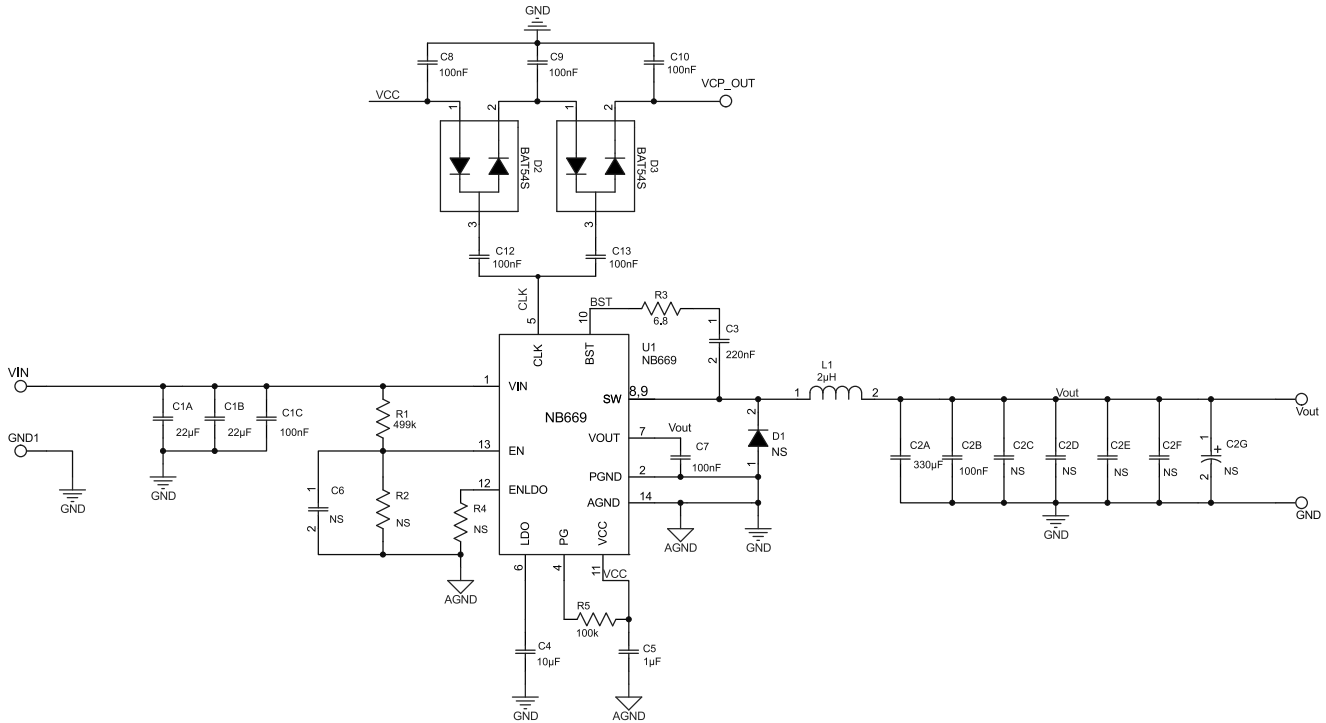 GND
C8
100nF
C9
100nF
C10
100nF
VCP_OUT
VCC
1
2
1
2
D2
BAT54S
D3
BAT54S
3
3
C12
100nF
C13
100nF
CLK
5
BST
10
R3
6.8
1
C3
220nF
2
U1
NB669
CLK
BST
VIN
1
VIN
SW
8,9
NB669
L1
2µH
1
2
Vout
Vout
C1A
22µF
C1B
22µF
C1C
100nF
R1
499k
GND1
GND
GND
13
EN
VOUT
7
Vout
C7
100nF
2
D1
NS
1
PGND
2
AGND
14
AGND
GND
C2A
330µF
C2B
100nF
C2C
NS
C2D
NS
C2E
NS
C2F
NS
1
+
C2G
NS
2
GND
GND
12
ENLDO
1
C6
NS
2
R2
NS
R4
NS
AGND
LDO
PG
VCC
6
4
11
VCC
R5
100k
C4
10µF
C5
1µF
GND
AGND